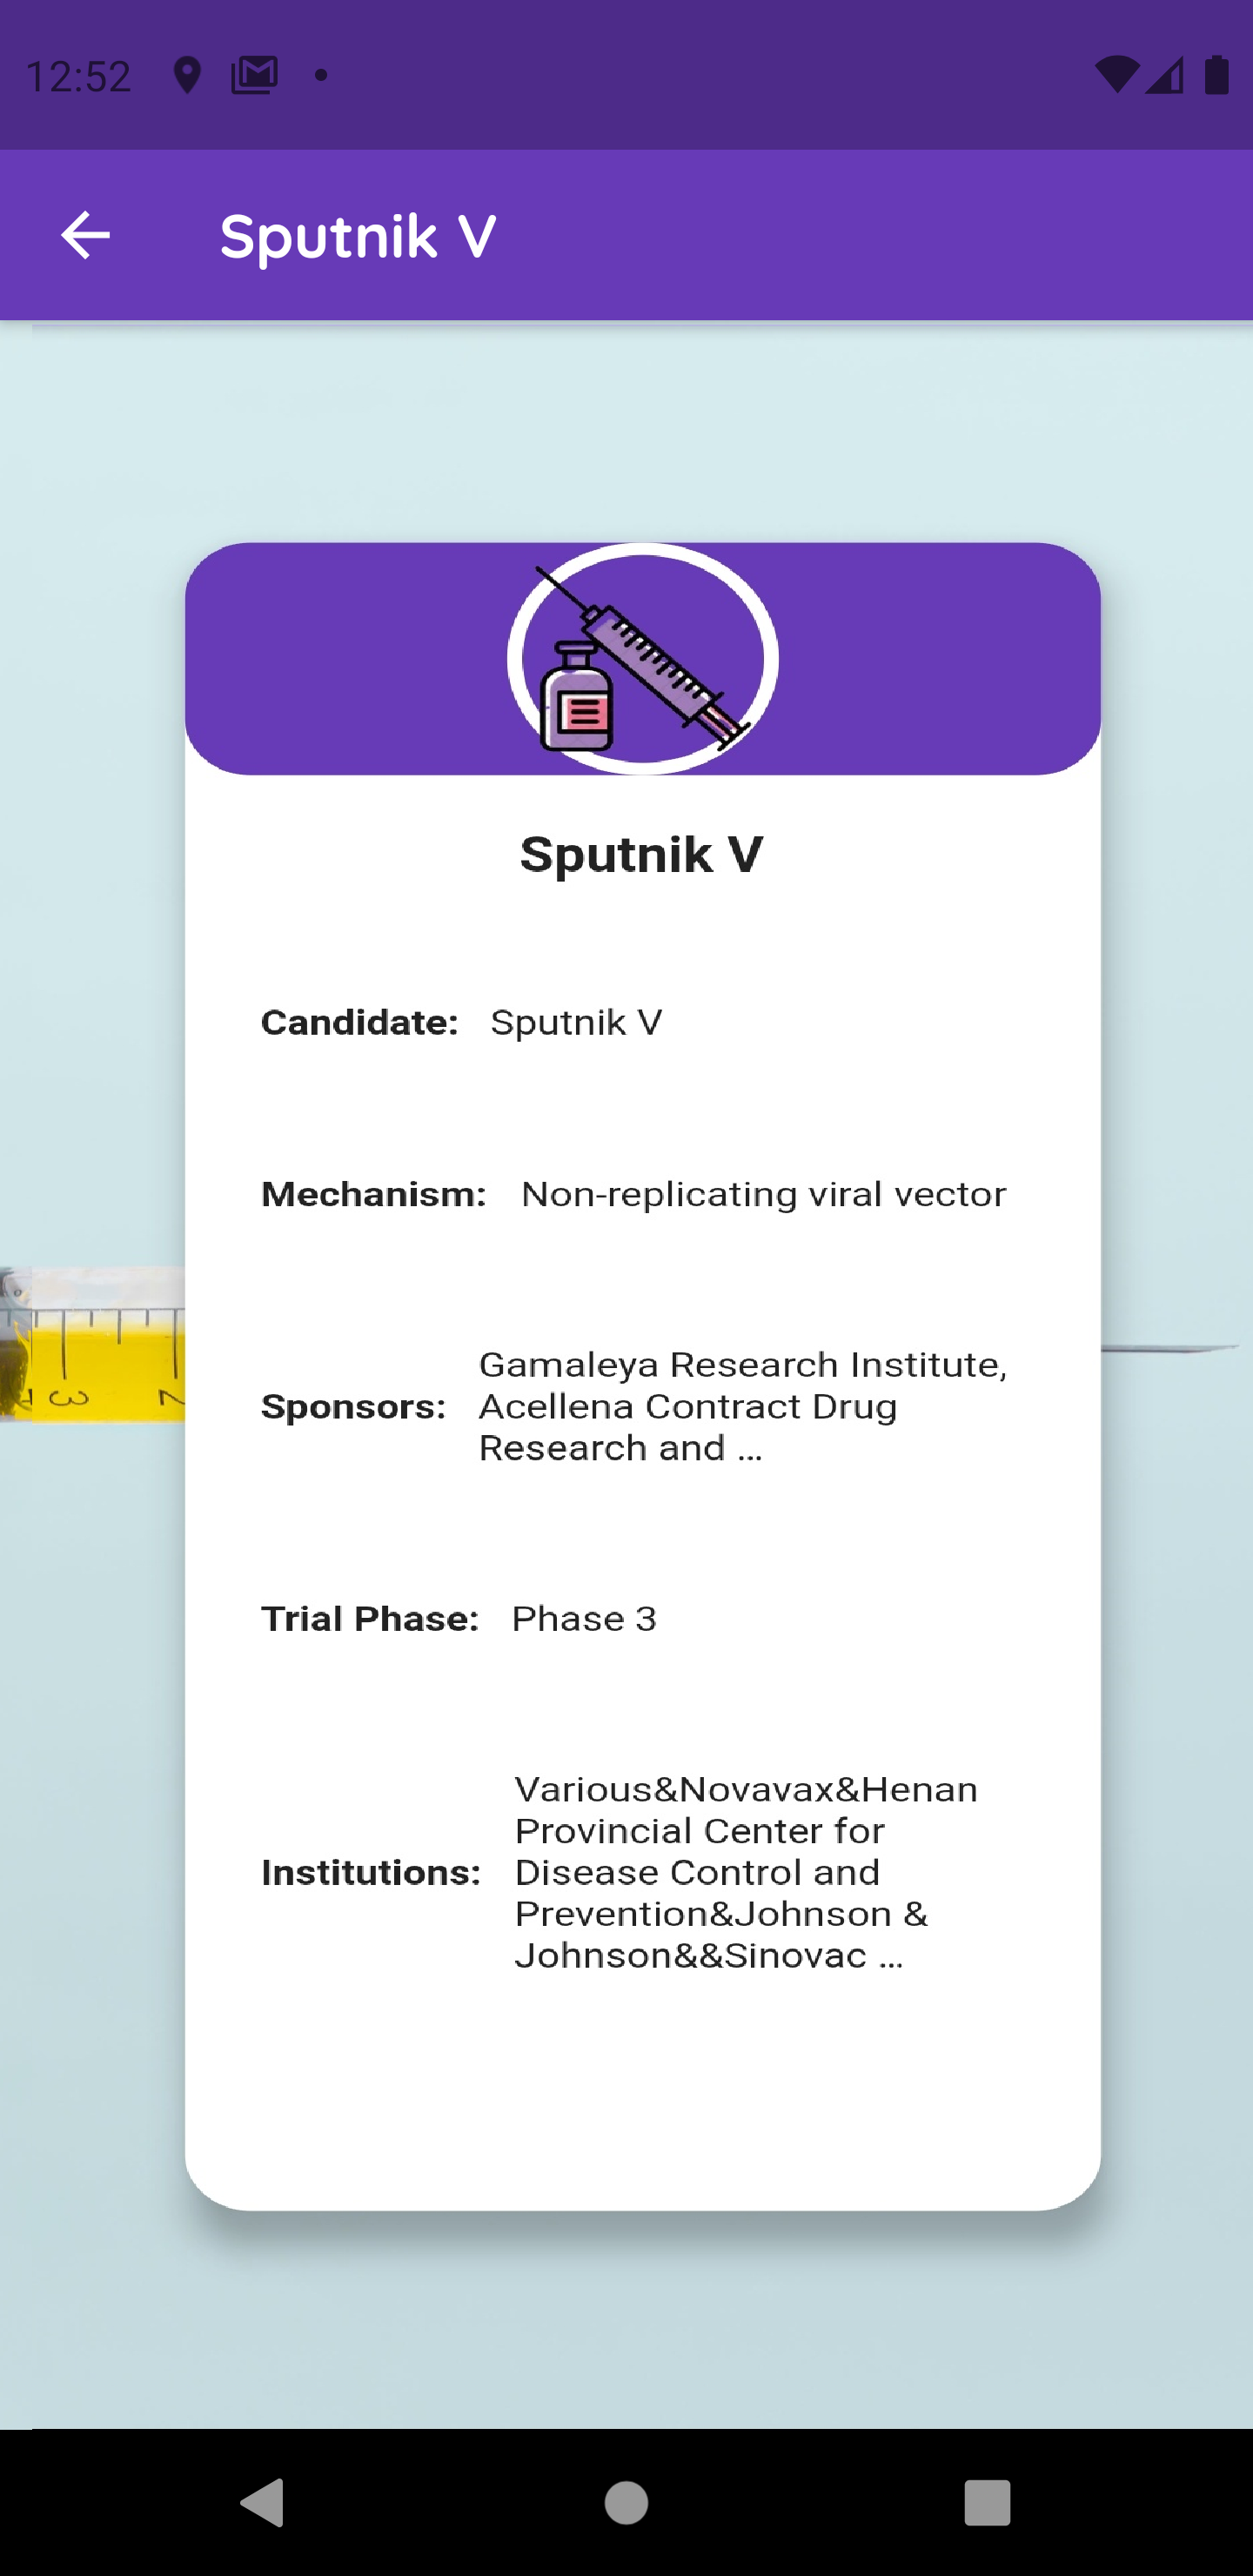 12:52
Sputnik V
Sputnik V
Candidate: Sputnik V
Mechanism: Non-replicating viral vector
Sponsors: Gamaleya Research Institute,
Acellena Contract Drug
Research and ...
Trial Phase: Phase 3
Institutions: Various&Novavax&Henan
Provincial Center for
Disease Control and
Prevention&Johnson &
Johnson&&Sinovac ...
3
2